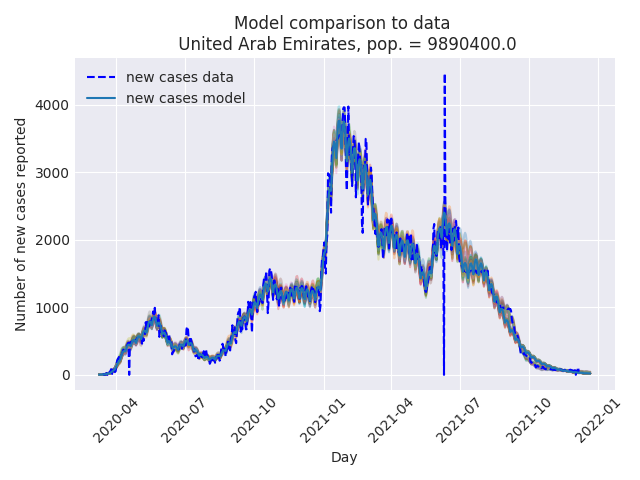 Model comparison to data
United Arab Emirates, pop. = 9890400.0
new cases data
new cases model
Number of new cases reported
4000
3000
2000
1000
0
2020-04
2020-07
2020-10
2021-01
2021-04
2021-07
2021-10
2022-01
Day